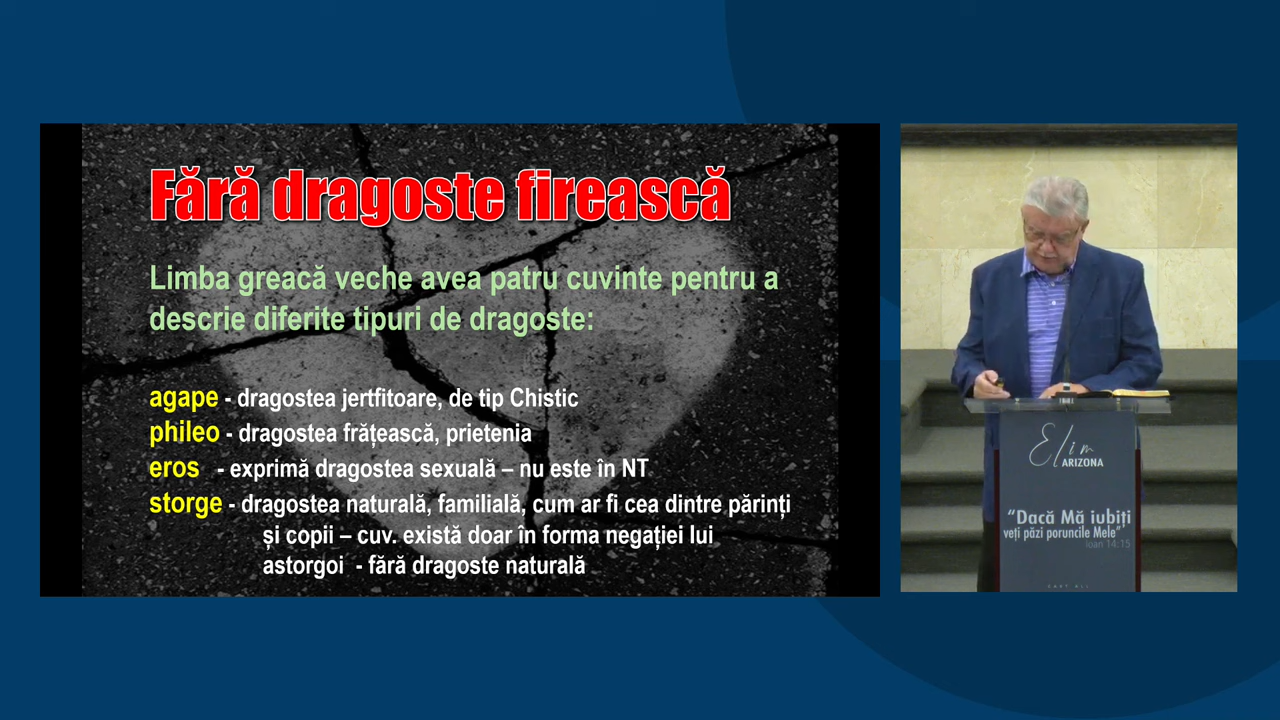 Fără dragoste firească
Limba greacă veche avea patru cuvinte pentru a
descrie diferite tipuri de dragoste:
agape - dragostea jertfitoare, de tip Chistic
phileo - dragostea frățească, prietenia
eros - exprimă dragostea sexuală – nu este în NT
storge - dragostea naturală, familială, cum ar fi cea dintre părinți
și copii – cuv. există doar în forma negației lui
astorgoi - fără dragoste naturală
Elim
ARIZONA
“Dacă Mă iubiți
veți păzi poruncile Mele”
Ioan 14:15